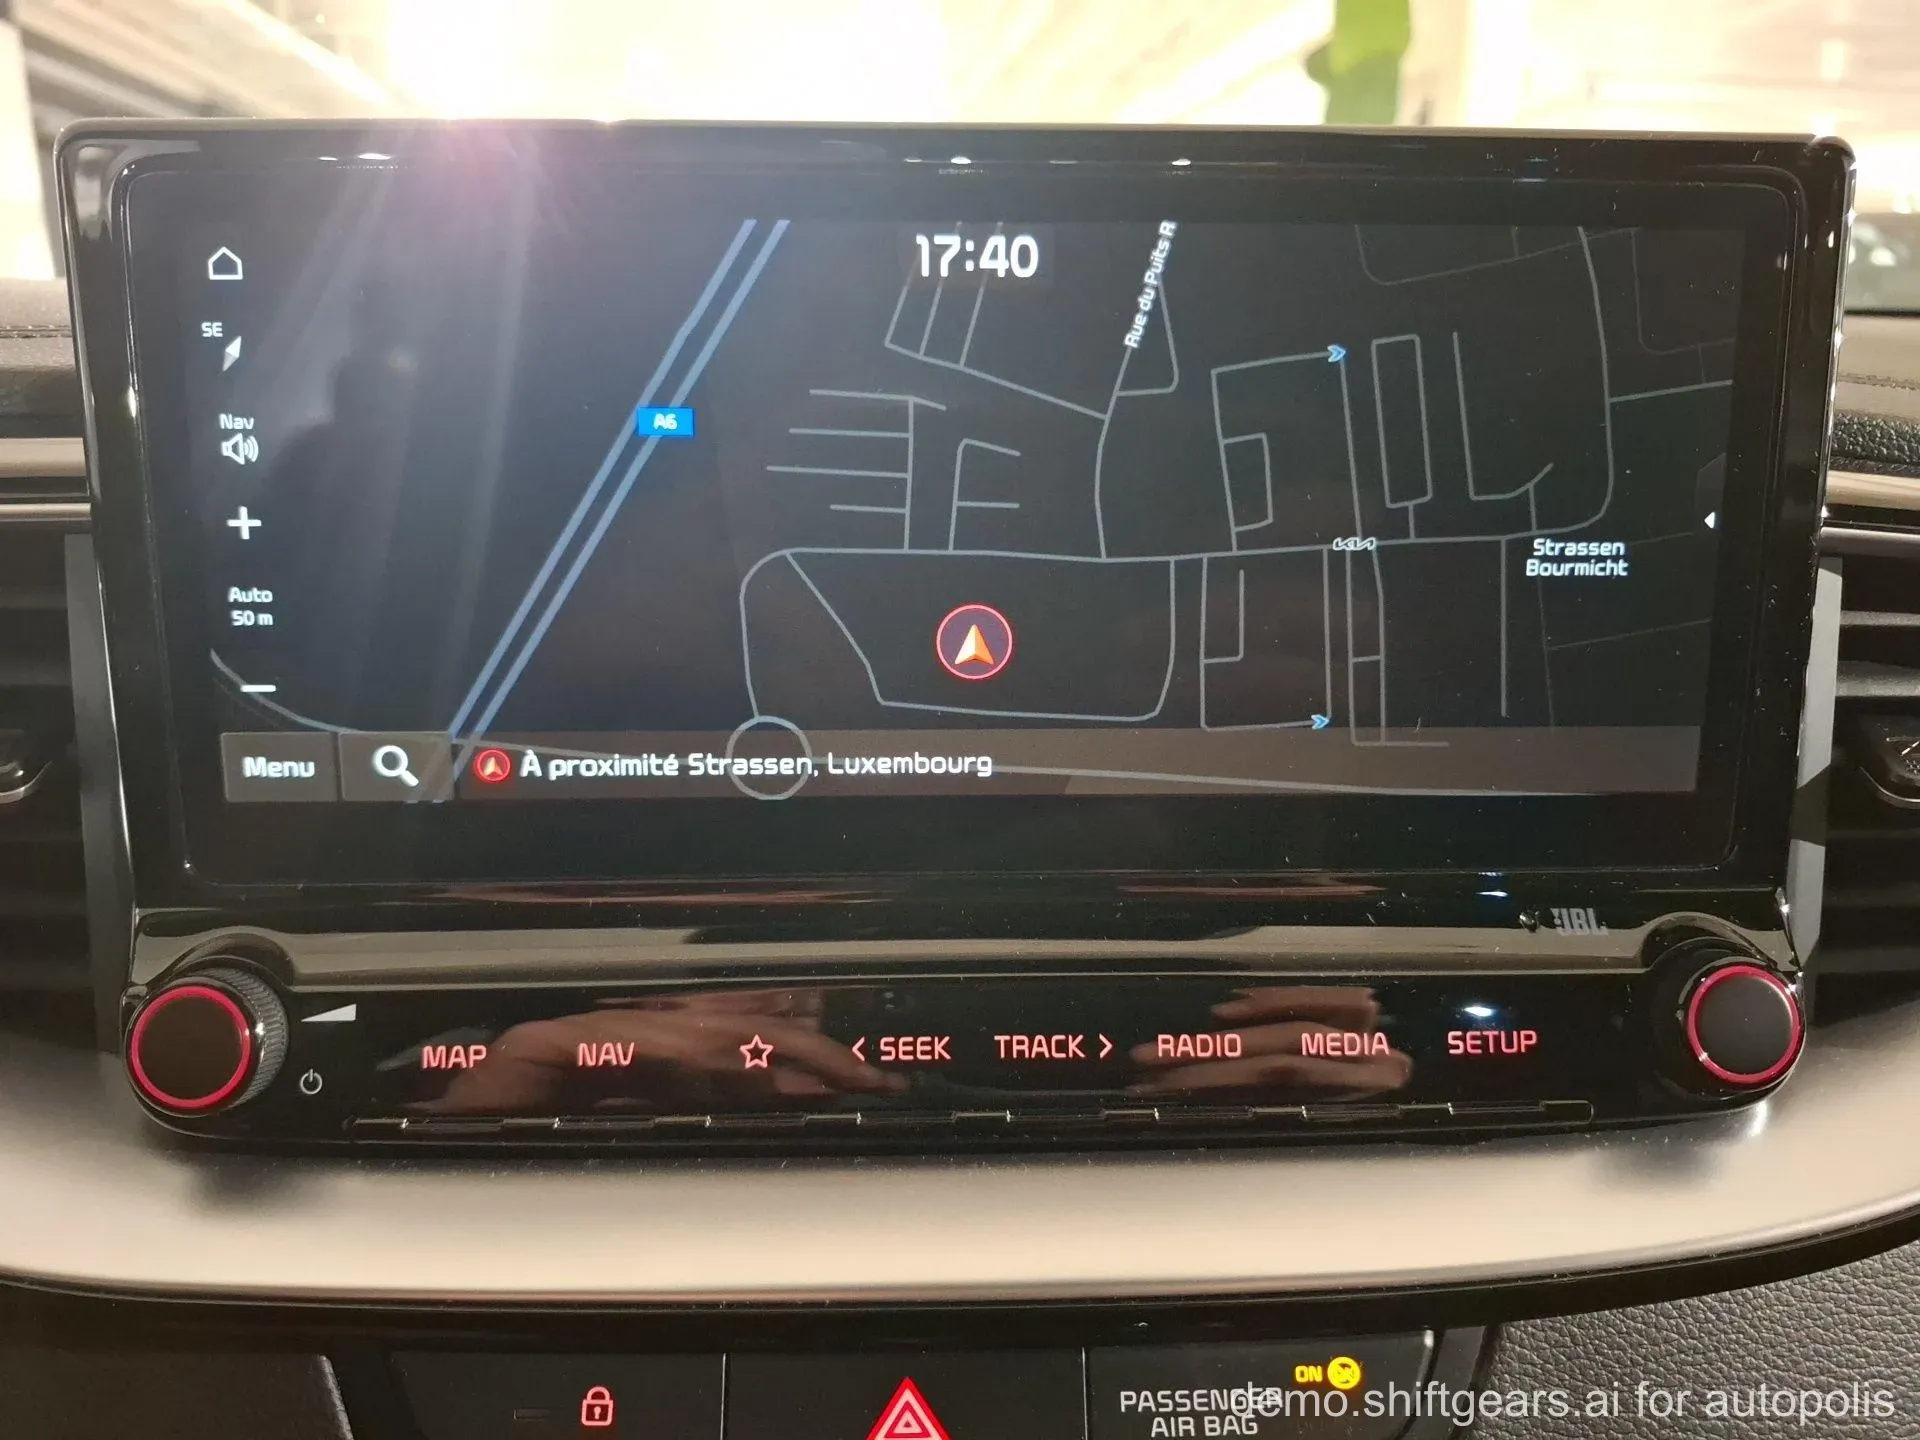 17:40
Rue du Puits R
SE
Nav
A6
Auto
50 m
KIA
Strassen
Bourmicht
Menu
À proximité Strassen, Luxembourg
JBL
MAP
NAV
< SEEK
TRACK >
RADIO
MEDIA
SETUP
ON
PASSENGER
AIR BAG
demo.shiftgears.ai for autopolis